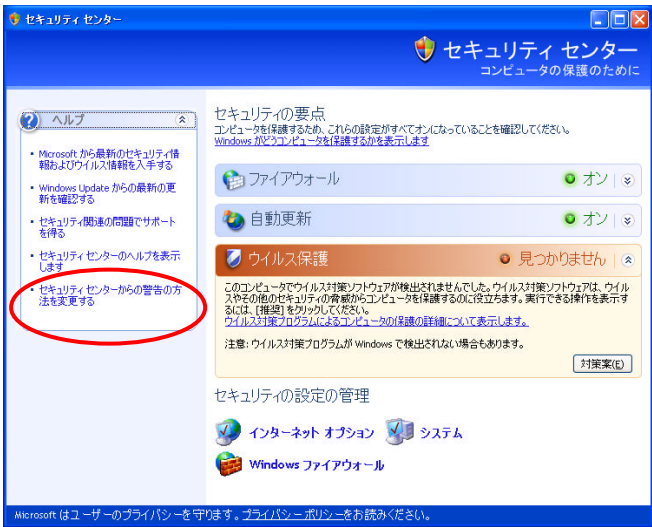 セキュリティ センター
セキュリティ センター
コンピュータの保護のために
ヘルプ
• Microsoft から最新のセキュリティ情
報およびウイルス情報を入手する
• Windows Update からの最新の更
新を確認する
• セキュリティ関連の問題でサポート
を得る
• セキュリティ センターのヘルプを表示
します
• セキュリティ センターからの警告の方
法を変更する
セキュリティの要点
コンピュータを保護するため、これらの設定がすべてオンになっていることを確認してください。
Windows がどうコンピュータを保護するかを表示します
ファイアウォール オン
自動更新 オン
ウイルス保護 見つかりません
このコンピュータでウイルス対策ソフトウェアが検出されませんでした。ウイルス対策ソフトウェアは、ウイル
スやその他のセキュリティの脅威からコンピュータを保護するのに役立ちます。実行できる操作を表示す
るには、[推奨] をクリックしてください。
ウイルス対策プログラムによるコンピュータの保護の詳細について表示します。
注意: ウイルス対策プログラムが Windows で検出されない場合もあります。
対策案(E)
セキュリティの設定の管理
インターネット オプション システム
Windows ファイアウォール
Microsoft はユーザーのプライバシーを守ります。プライバシー ポリシーをお読みください。